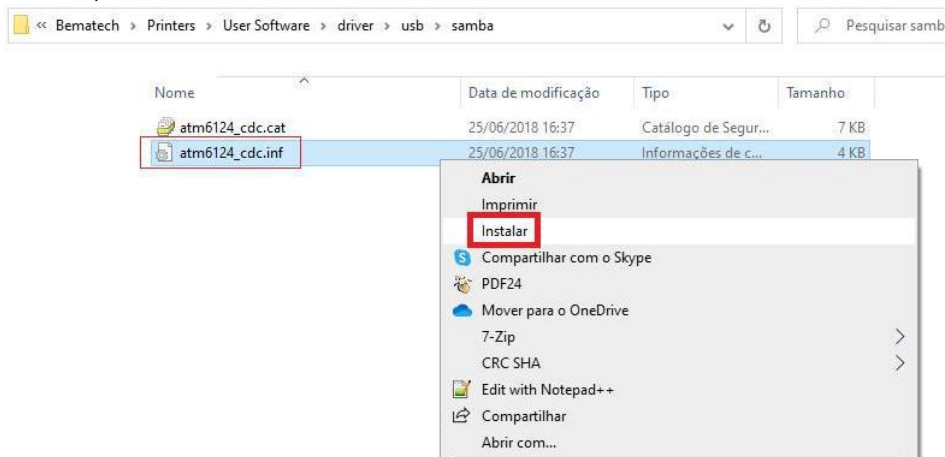 « Bematech › Printers › User Software › driver › usb › samba
Pesquisar samb
Nome Data de modificação Tipo Tamanho
atm6124_cdc.cat 25/06/2018 16:37 Catálogo de Segur... 7 KB
atm6124_cdc.inf 25/06/2018 16:37 Informações de c... 4 KB
Abrir
Imprimir
Instalar
Compartilhar com o Skype
PDF24
Mover para o OneDrive
7-Zip
CRC SHA
Edit with Notepad++
Compartilhar
Abrir com...